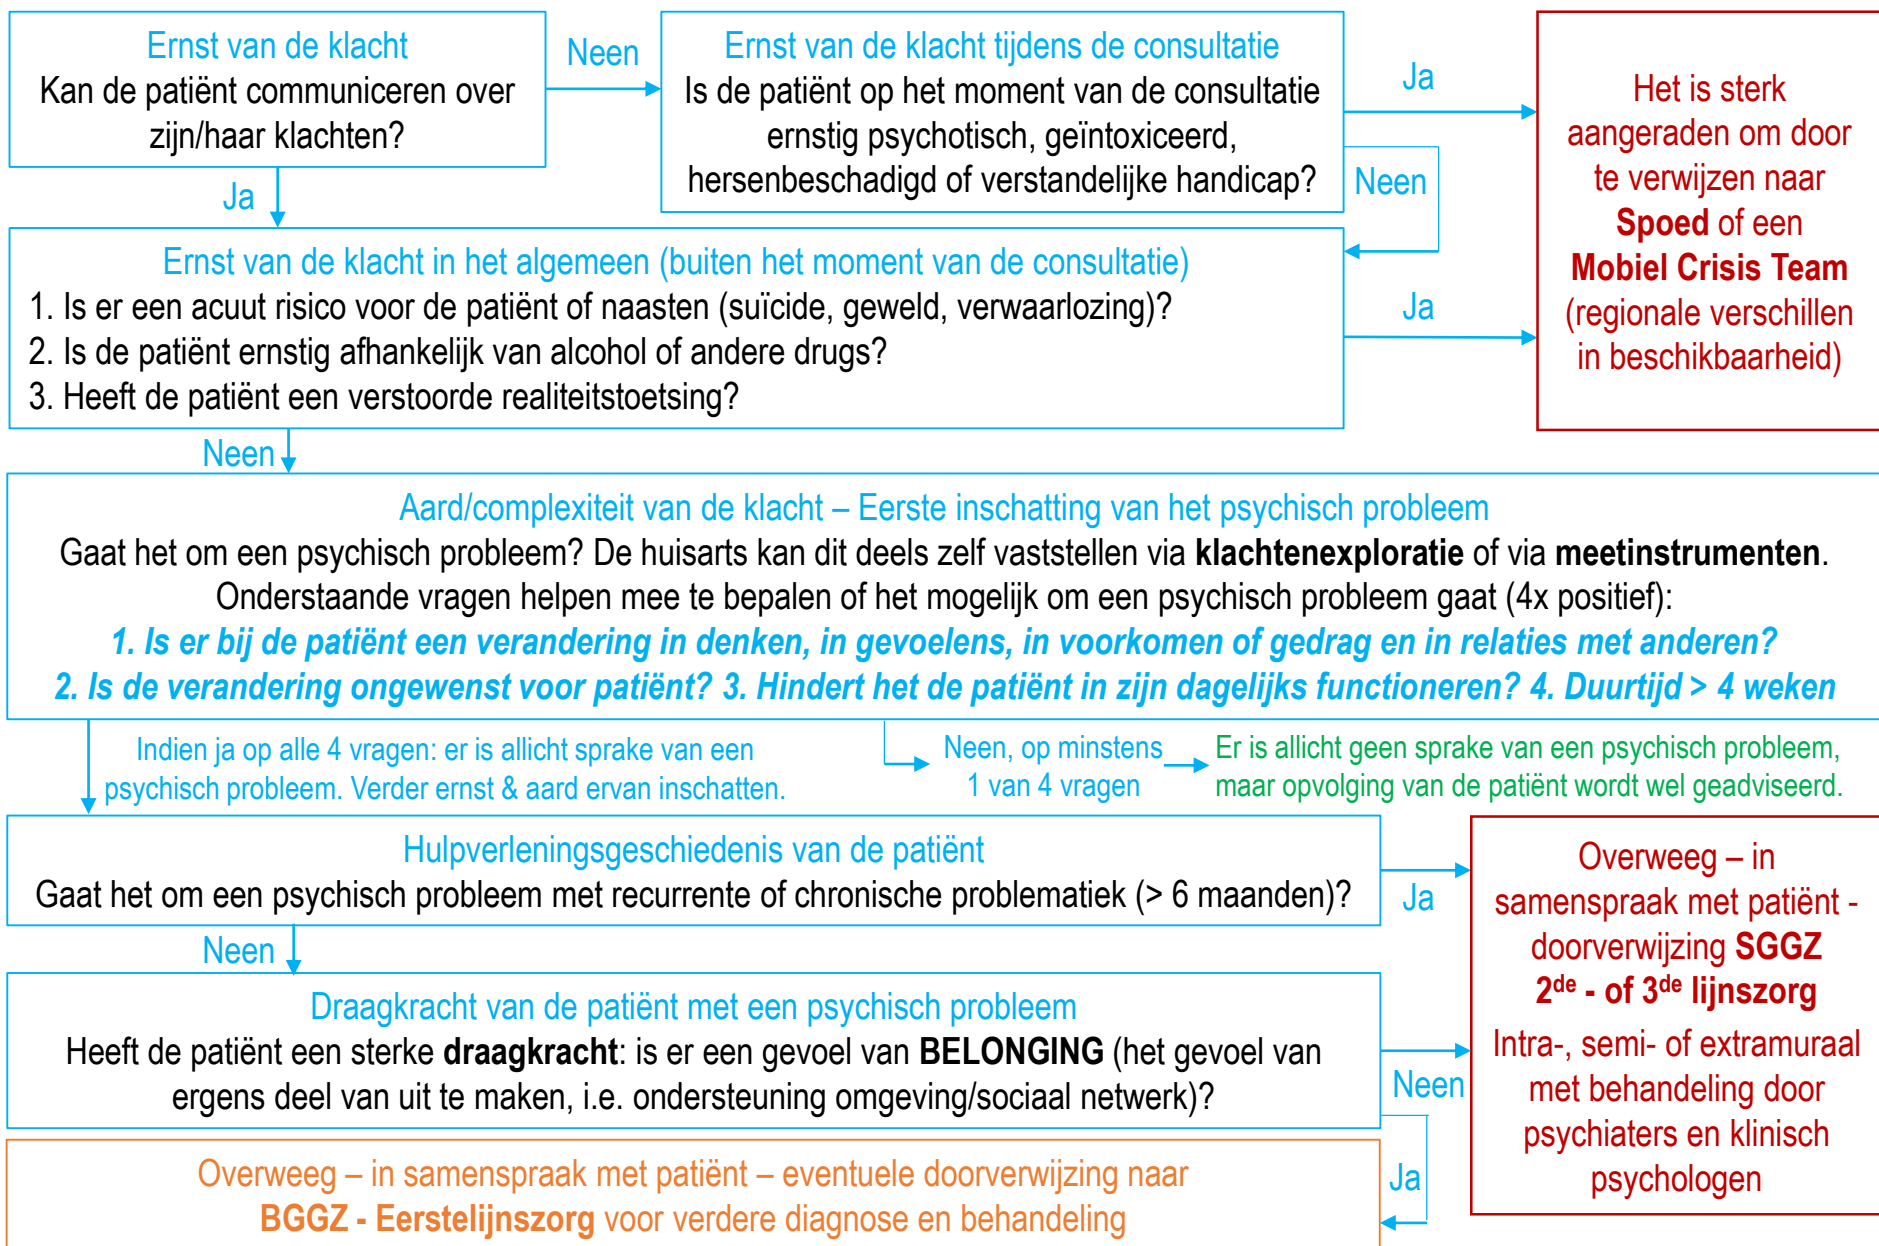 Ernst van de klacht
Kan de patiënt communiceren over
zijn/haar klachten?
Neen
Ernst van de klacht tijdens de consultatie
Is de patiënt op het moment van de consultatie
ernstig psychotisch, geïntoxiceerd,
hersenbeschadigd of verstandelijke handicap?
Ja
Het is sterk
aangeraden om door
te verwijzen naar
Spoed of een
Mobiel Crisis Team
(regionale verschillen
in beschikbaarheid)
Neen
Ja
Ernst van de klacht in het algemeen (buiten het moment van de consultatie)
1. Is er een acuut risico voor de patiënt of naasten (suïcide, geweld, verwaarlozing)?
2. Is de patiënt ernstig afhankelijk van alcohol of andere drugs?
3. Heeft de patiënt een verstoorde realiteitstoetsing?
Ja
Neen
Aard/complexiteit van de klacht – Eerste inschatting van het psychisch probleem
Gaat het om een psychisch probleem? De huisarts kan dit deels zelf vaststellen via klachtenexploratie of via meetinstrumenten.
Onderstaande vragen helpen mee te bepalen of het mogelijk om een psychisch probleem gaat (4x positief):
1. Is er bij de patiënt een verandering in denken, in gevoelens, in voorkomen of gedrag en in relaties met anderen?
2. Is de verandering ongewenst voor patiënt? 3. Hindert het de patiënt in zijn dagelijks functioneren? 4. Duurtijd > 4 weken
Indien ja op alle 4 vragen: er is allicht sprake van een
psychisch probleem. Verder ernst & aard ervan inschatten.
Neen, op minstens
1 van 4 vragen
Er is allicht geen sprake van een psychisch probleem,
maar opvolging van de patiënt wordt wel geadviseerd.
Hulpverleningsgeschiedenis van de patiënt
Gaat het om een psychisch probleem met recurrente of chronische problematiek (> 6 maanden)?
Ja
Overweeg – in
samenspraak met patiënt -
doorverwijzing SGGZ
2de - of 3de lijnszorg
Intra-, semi- of extramuraal
met behandeling door
psychiaters en klinisch
psychologen
Neen
Draagkracht van de patiënt met een psychisch probleem
Heeft de patiënt een sterke draagkracht: is er een gevoel van BELONGING (het gevoel van
ergens deel van uit te maken, i.e. ondersteuning omgeving/sociaal netwerk)?
Neen
Ja
Overweeg – in samenspraak met patiënt – eventuele doorverwijzing naar
BGGZ - Eerstelijnszorg voor verdere diagnose en behandeling